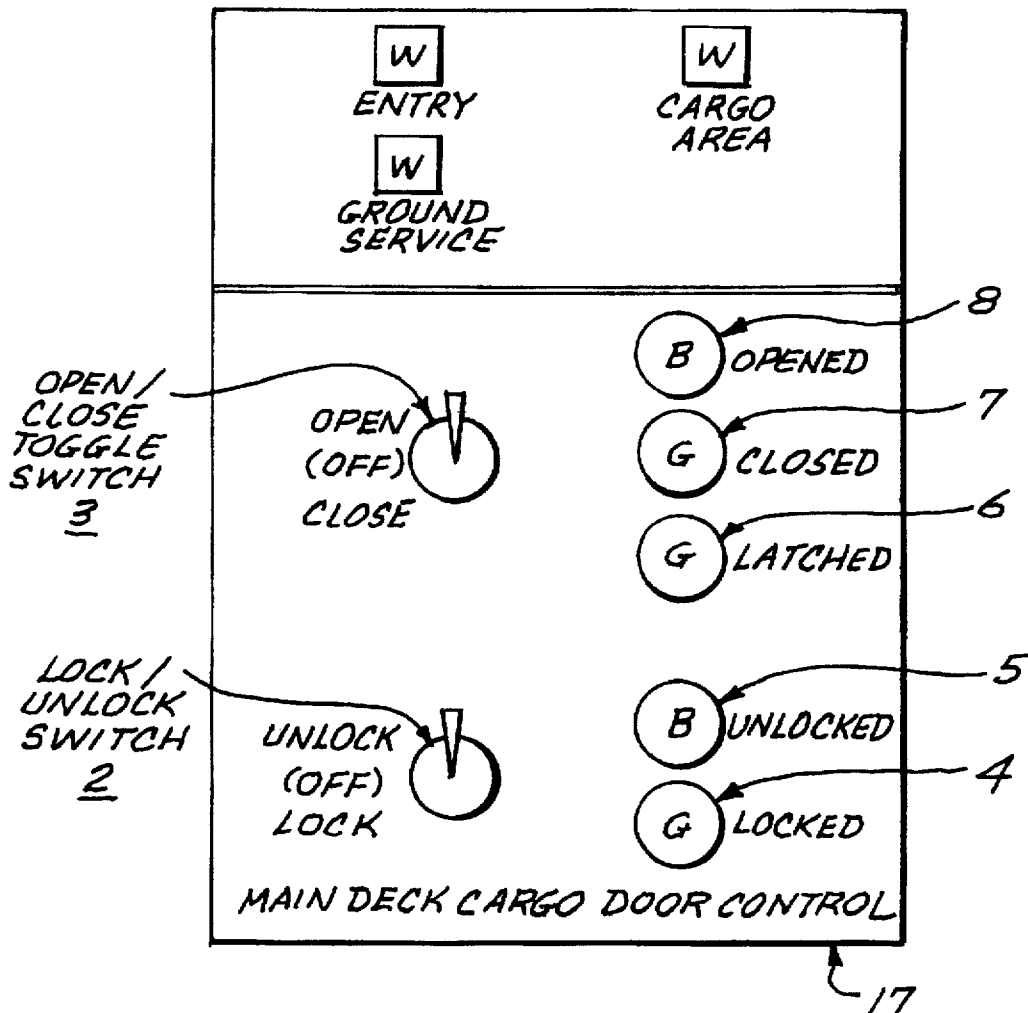 W
ENTRY
W
CARGO
AREA
W
GROUND
SERVICE
8
B OPENED
7
G CLOSED
6
G LATCHED
OPEN/
CLOSE
TOGGLE
SWITCH
3
OPEN
(OFF)
CLOSE
5
B UNLOCKED
4
G LOCKED
LOCK/
UNLOCK
SWITCH
2
UNLOCK
(OFF)
LOCK
MAIN DECK CARGO DOOR CONTROL
17